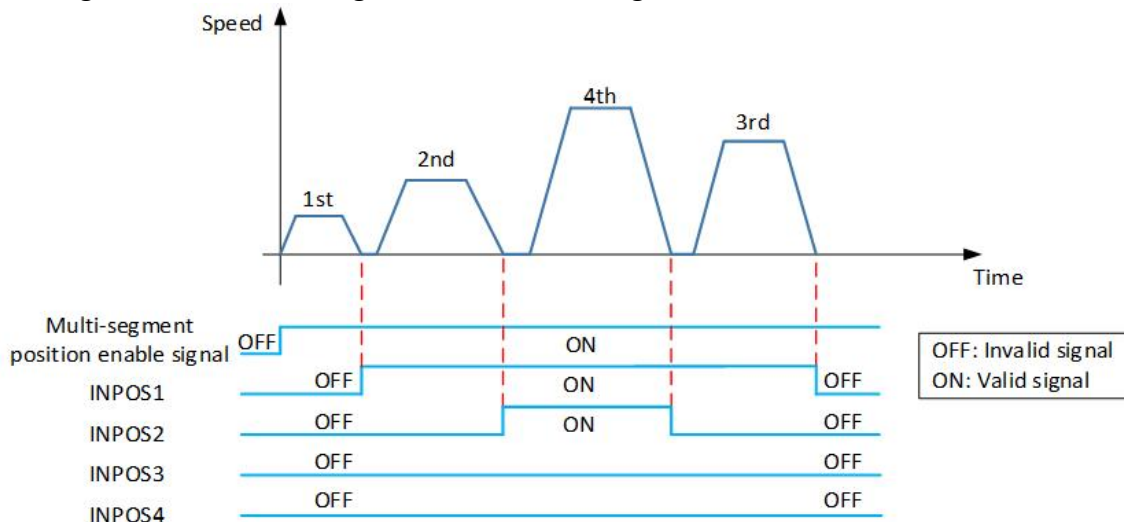 Speed
4th
3rd
2nd
1st
Time
Multi-segment
position enable signal
OFF
ON
OFF: Invalid signal
ON: Valid signal
INPOS1
OFF
ON
OFF
INPOS2
OFF
ON
OFF
INPOS3
OFF
OFF
INPOS4
OFF
OFF